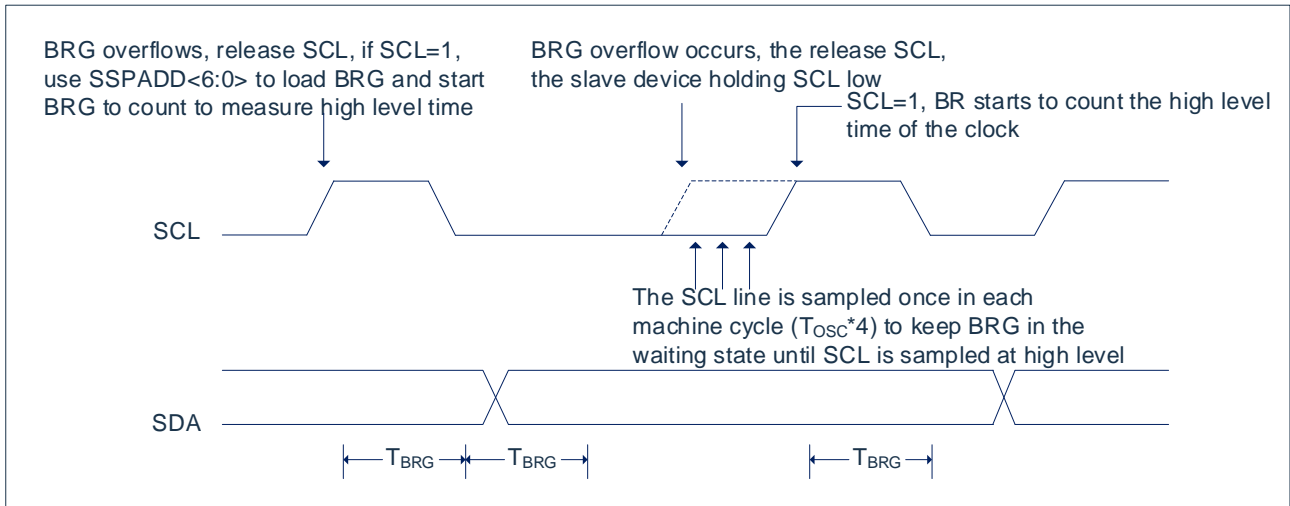 BRG overflows, release SCL, if SCL=1,
use SSPADD<6:0> to load BRG and start
BRG to count to measure high level time
BRG overflow occurs, the release SCL,
the slave device holding SCL low
SCL=1, BR starts to count the high level
time of the clock
SCL
The SCL line is sampled once in each
machine cycle (TOSC*4) to keep BRG in the
waiting state until SCL is sampled at high level
SDA
TBRG
TBRG
TBRG